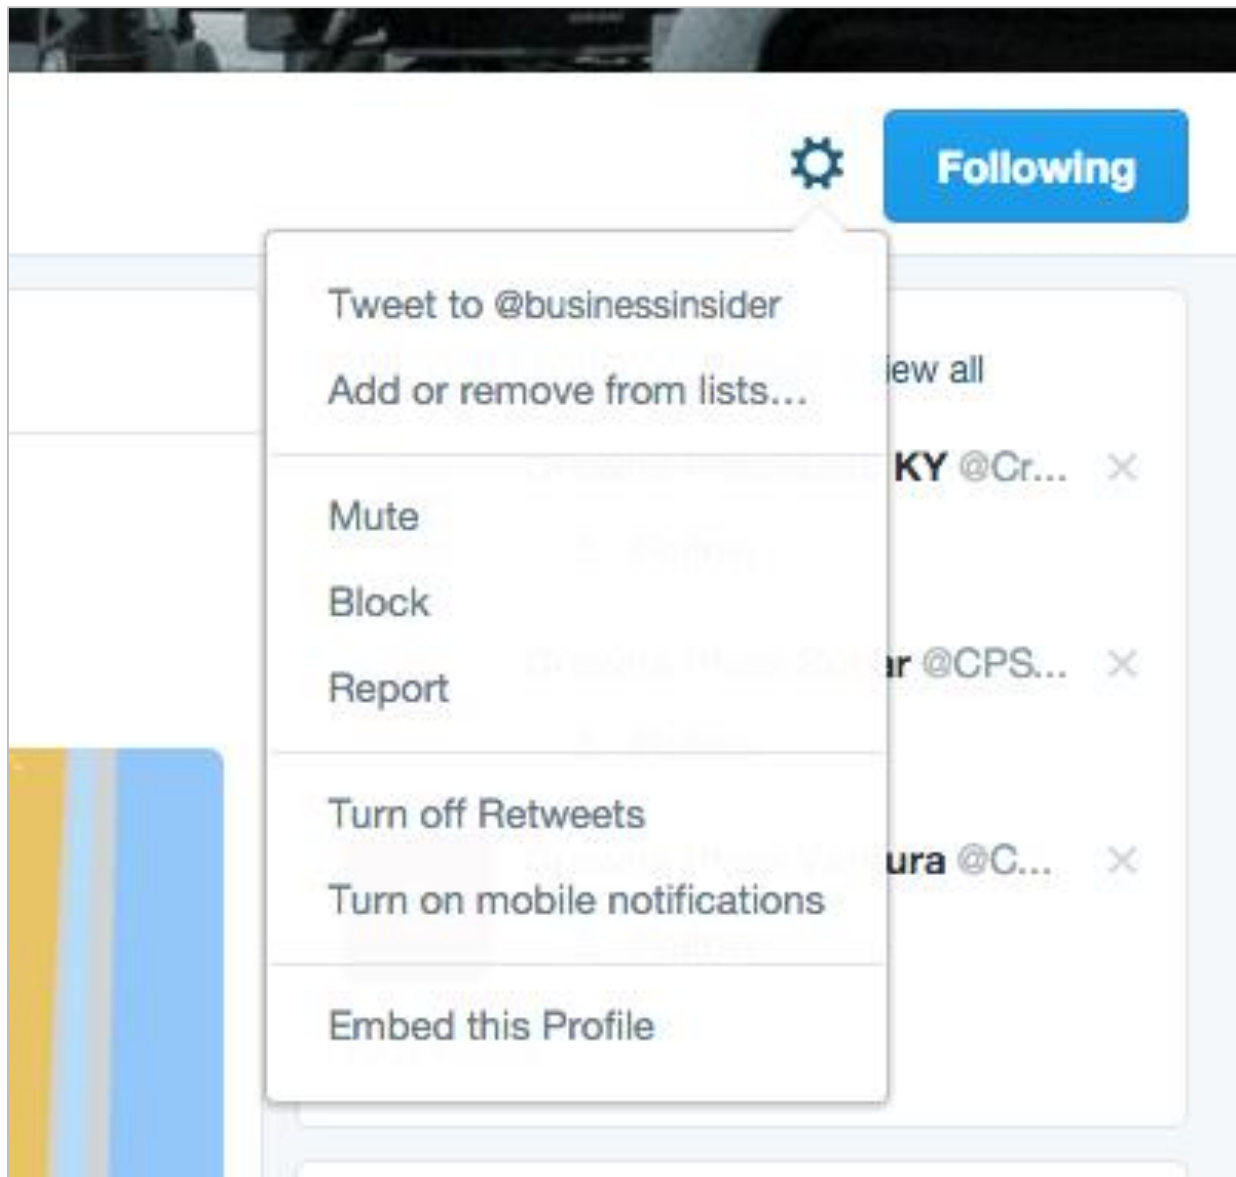 Following
Tweet to @businessinsider
Add or remove from lists...
Mute
Block
Report
Turn off Retweets
Turn on mobile notifications
Embed this Profile
iew all
KY @Cr...
ar @CPS...
ura @C...